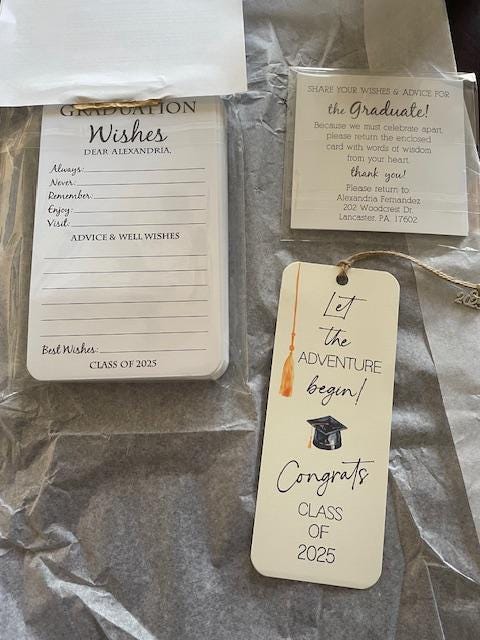 GRADUATION
Wishes
DEAR ALEXANDRIA,
Always:
Never:
Remember:
Enjoy:
Visit:
ADVICE & WELL WISHES
Best Wishes:
CLASS OF 2025
SHARE YOUR WISHES & ADVICE FOR
the Graduate!
Because we must celebrate apart,
please return the enclosed
card with words of wisdom
from your heart.
thank you!
Please return to:
Alexandria Fernandez
202 Woodcrest Dr.
Lancaster, PA 17602
Let
the
ADVENTURE
begin!
Congrats
CLASS
OF
2025
2025